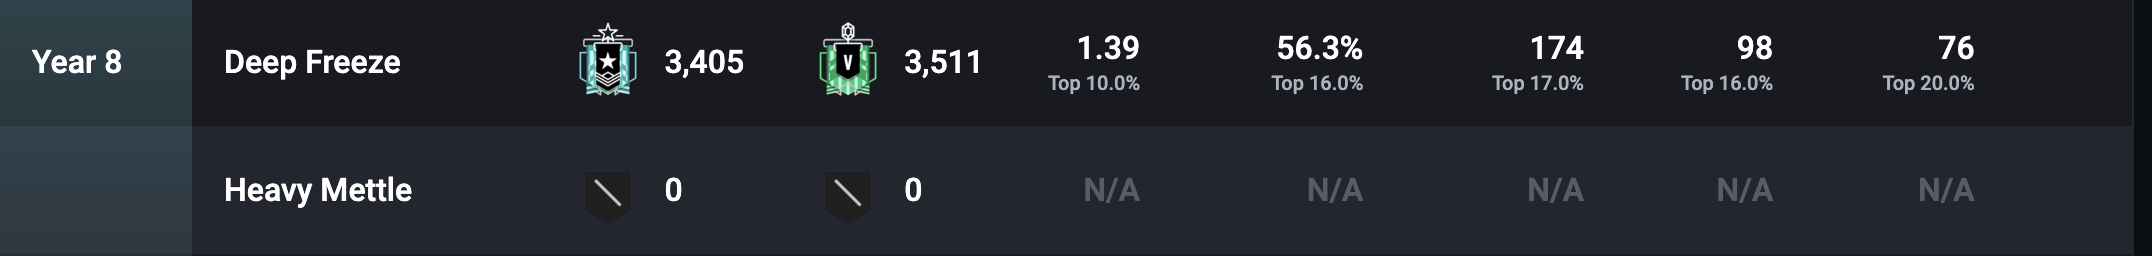 Year 8 Deep Freeze 3,405 V 3,511 1.39 56.3% 174 98 76
Top 10.0% Top 16.0% Top 17.0% Top 16.0% Top 20.0%
Heavy Mettle 0 0 N/A N/A N/A N/A N/A